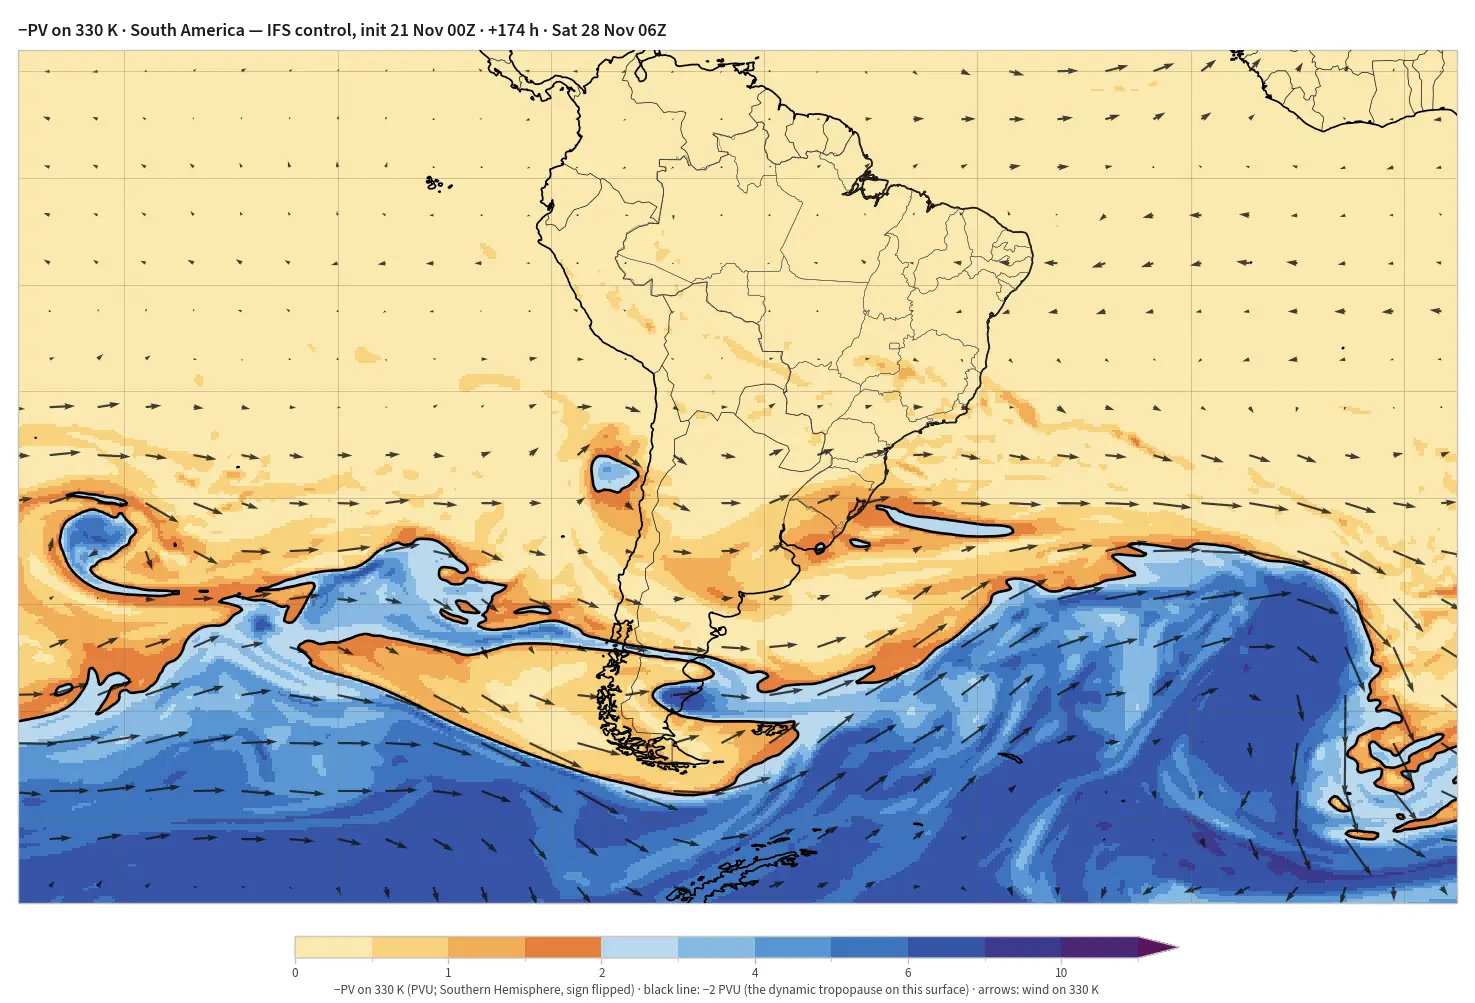 −PV on 330 K · South America — IFS control, init 21 Nov 00Z · +174 h · Sat 28 Nov 06Z
0 1 2 4 6 10
−PV on 330 K (PVU; Southern Hemisphere, sign flipped) · black line: −2 PVU (the dynamic tropopause on this surface) · arrows: wind on 330 K